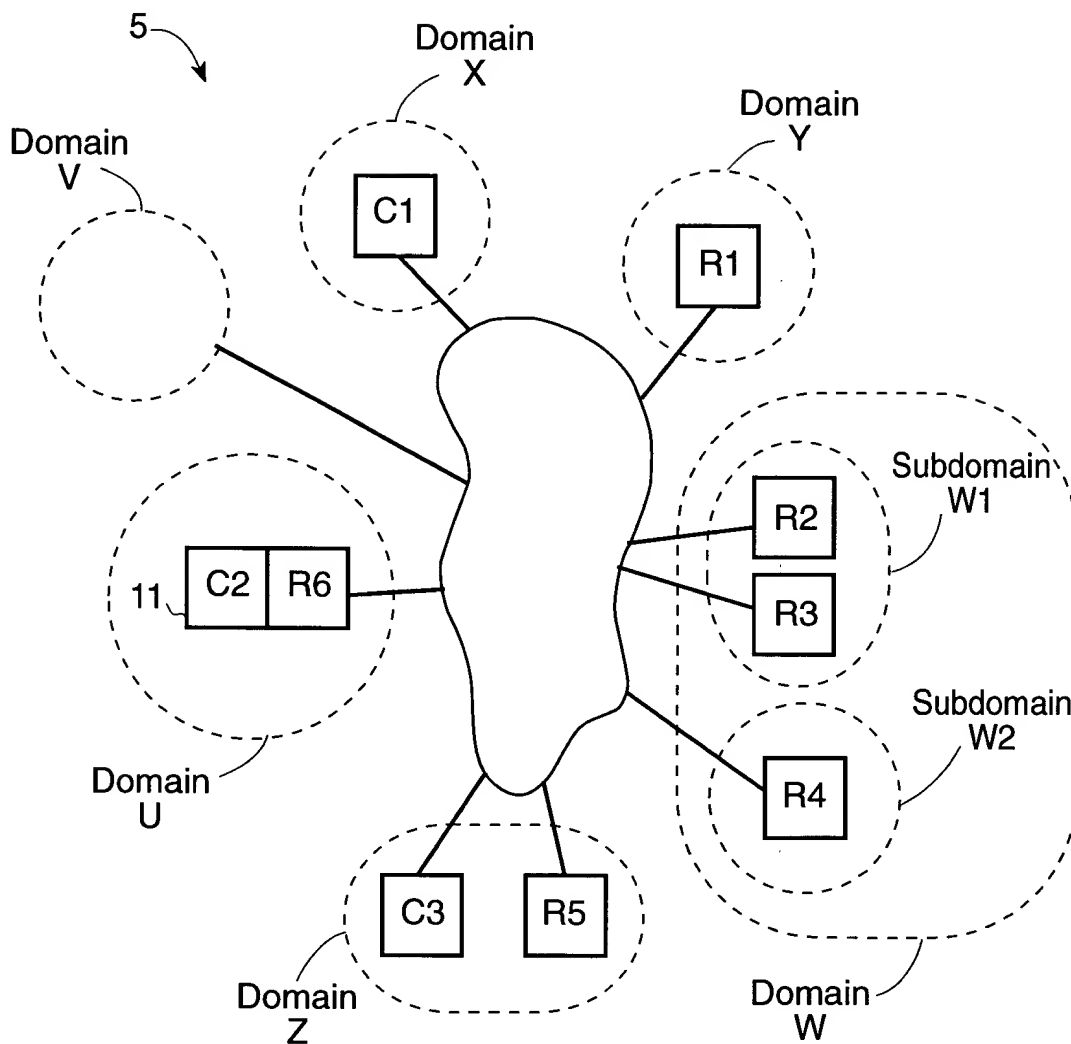 5
Domain
X
Domain
Y
Domain
V
C1
R1
Subdomain
W1
R2
R3
11
C2
R6
Subdomain
W2
R4
Domain
U
C3
R5
Domain
Z
Domain
W